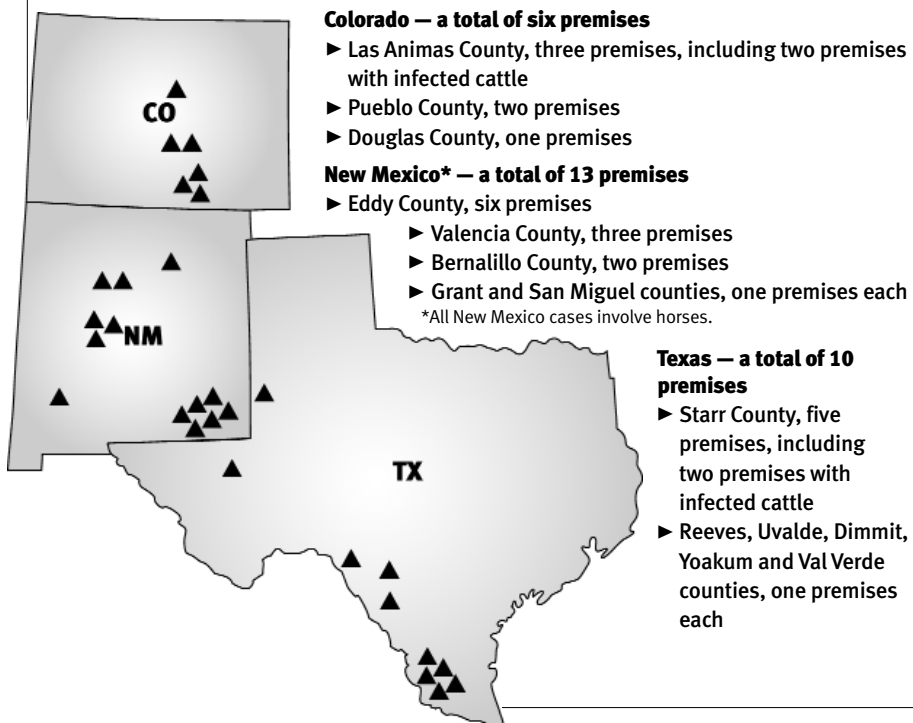 Colorado — a total of six premises
► Las Animas County, three premises, including two premises
with infected cattle
► Pueblo County, two premises
► Douglas County, one premises
New Mexico* — a total of 13 premises
► Eddy County, six premises
► Valencia County, three premises
► Bernalillo County, two premises
► Grant and San Miguel counties, one premises each
*All New Mexico cases involve horses.
Texas — a total of 10
premises
► Starr County, five
premises, including
two premises with
infected cattle
► Reeves, Uvalde, Dimmit,
Yoakum and Val Verde
counties, one premises
each
CO
NM
TX